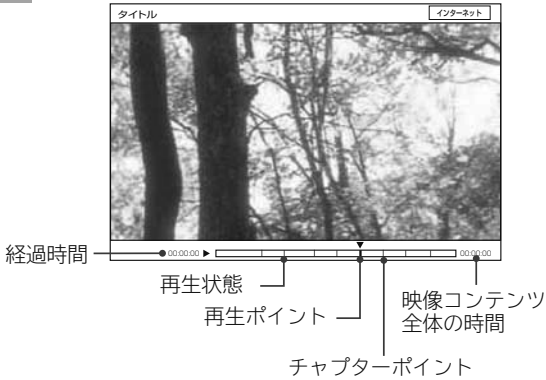 タイトル
インターネット
00:00:00
00:00:00
経過時間
再生状態
再生ポイント
チャプターポイント
映像コンテンツ
全体の時間